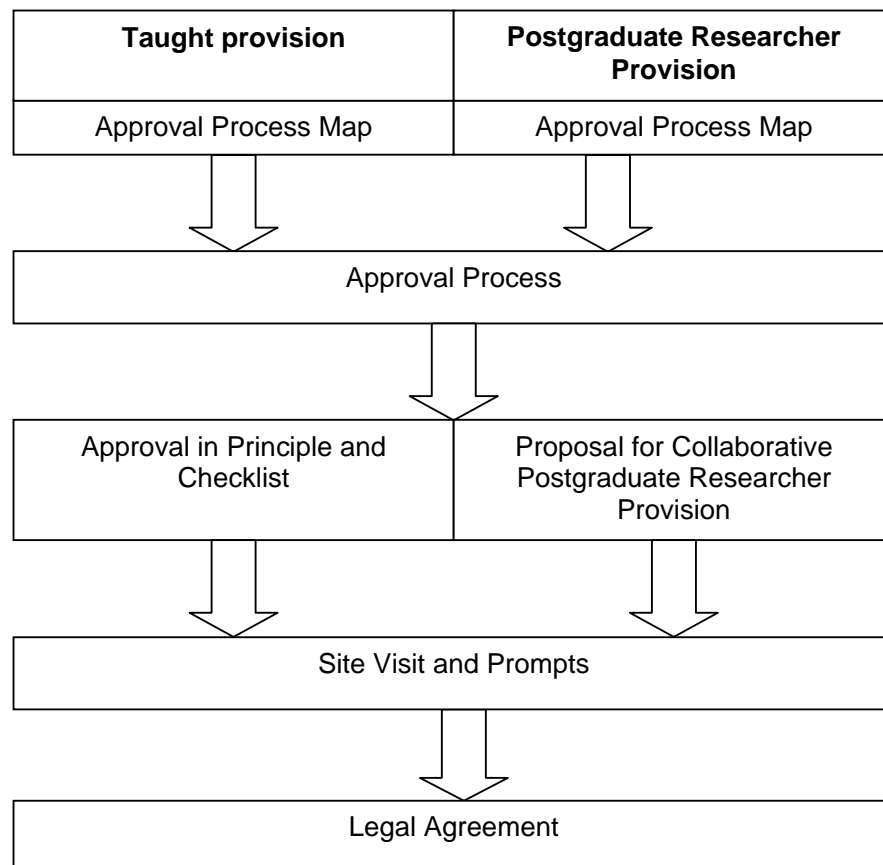 Taught provision
Postgraduate Researcher
Provision
Approval Process Map
Approval Process Map
Approval Process
Approval in Principle and
Checklist
Proposal for Collaborative
Postgraduate Researcher
Provision
Site Visit and Prompts
Legal Agreement